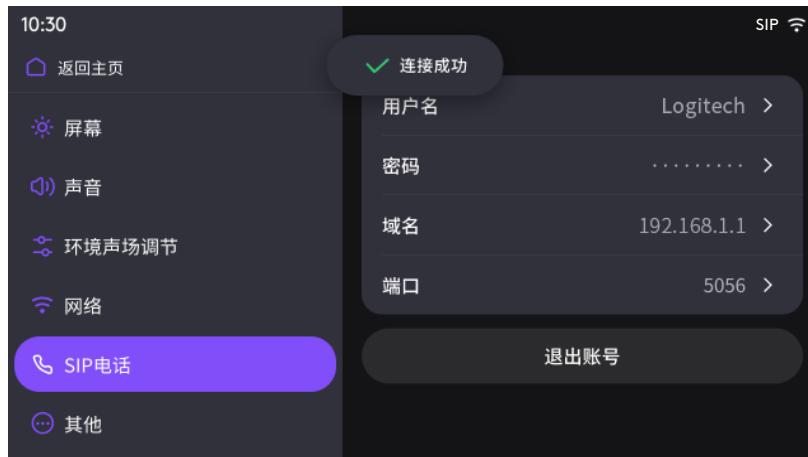 10:30
SIP
返回主页
连接成功
屏幕
声音
环境声场调节
网络
SIP电话
其他
用户名 Logitech
密码 ·········
域名 192.168.1.1
端口 5056
退出账号